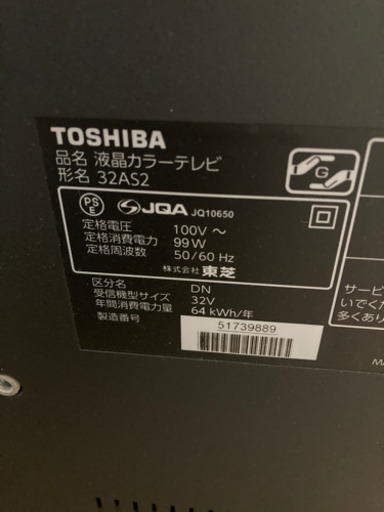 TOSHIBA
品名 液晶カラーテレビ
形名 32AS2
G
PS
E
JQA JQ10650
定格電圧 100V ～
定格消費電力 99W
定格周波数 50/60 Hz
株式会社 東芝
区分名 DN
受信機型サイズ 32V
年間消費電力量 64 kWh/年
製造番号 51739889
サービ
いでくだ
多くあり